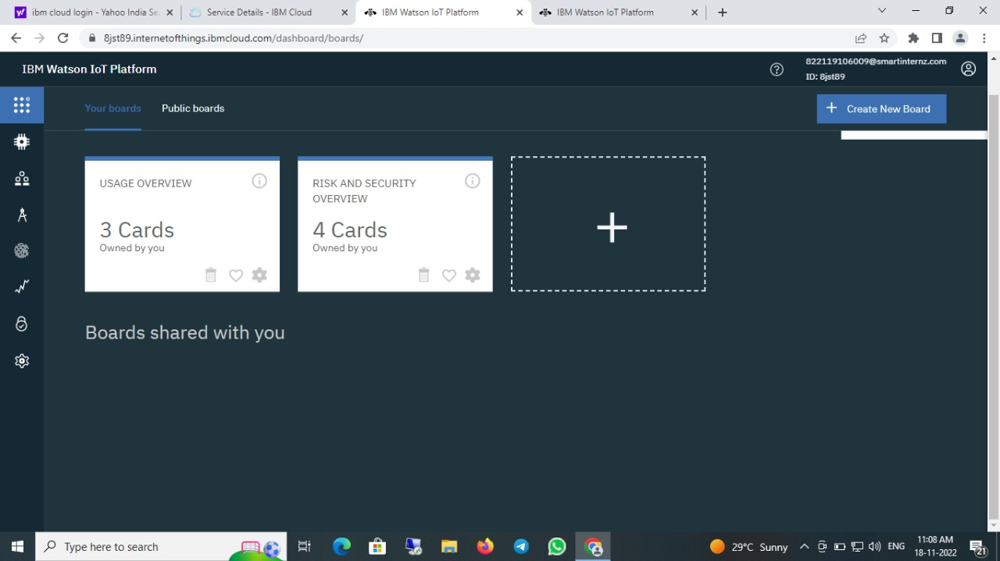 ibm cloud login - Yahoo India Se
Service Details - IBM Cloud
IBM Watson IoT Platform
IBM Watson IoT Platform
8jst89.internetofthings.ibmcloud.com/dashboard/boards/
IBM Watson IoT Platform
822119106009@smartinternz.com
ID: 8jst89
Your boards
Public boards
Create New Board
USAGE OVERVIEW
3 Cards
Owned by you
RISK AND SECURITY
OVERVIEW
4 Cards
Owned by you
Boards shared with you
Type here to search
29°C Sunny
ENG
11:08 AM
18-11-2022
21